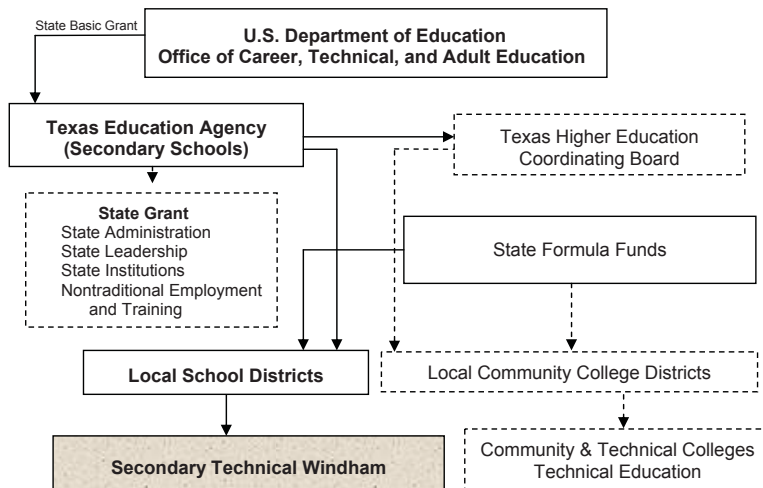 State Basic Grant
U.S. Department of Education
Office of Career, Technical, and Adult Education
Texas Education Agency
(Secondary Schools)
Texas Higher Education
Coordinating Board
State Grant
State Administration
State Leadership
State Institutions
Nontraditional Employment
and Training
State Formula Funds
Local School Districts
Local Community College Districts
Secondary Technical Windham
Community & Technical Colleges
Technical Education